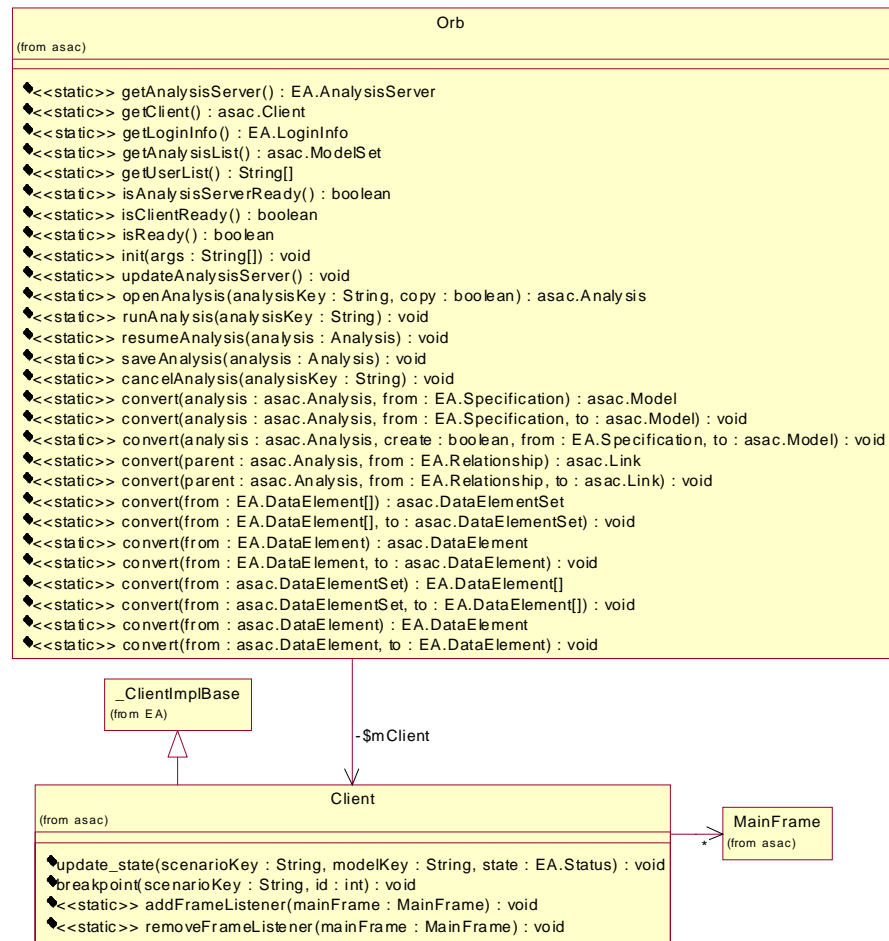 Orb
(from asac)
<<static>> getAnalysisServer() : EA.AnalysisServer
<<static>> getClient() : asac.Client
<<static>> getLoginInfo() : EA.LoginInfo
<<static>> getAnalysisList() : asac.ModelSet
<<static>> getUserList() : String[]
<<static>> isAnalysisServerReady() : boolean
<<static>> isClientReady() : boolean
<<static>> isReady() : boolean
<<static>> init(args : String[]) : void
<<static>> updateAnalysisServer() : void
<<static>> openAnalysis(analysisKey : String, copy : boolean) : asac.Analysis
<<static>> runAnalysis(analysisKey : String) : void
<<static>> resumeAnalysis(analysis : Analysis) : void
<<static>> saveAnalysis(analysis : Analysis) : void
<<static>> cancelAnalysis(analysisKey : String) : void
<<static>> convert(analysis : asac.Analysis, from : EA.Specification) : asac.Model
<<static>> convert(analysis : asac.Analysis, from : EA.Specification, to : asac.Model) : void
<<static>> convert(analysis : asac.Analysis, create : boolean, from : EA.Specification, to : asac.Model) : void
<<static>> convert(parent : asac.Analysis, from : EA.Relationship) : asac.Link
<<static>> convert(parent : asac.Analysis, from : EA.Relationship, to : asac.Link) : void
<<static>> convert(from : EA.DataElement[]) : asac.DataElementSet
<<static>> convert(from : EA.DataElement[], to : asac.DataElementSet) : void
<<static>> convert(from : EA.DataElement) : asac.DataElement
<<static>> convert(from : EA.DataElement, to : asac.DataElement) : void
<<static>> convert(from : asac.DataElementSet) : EA.DataElement[]
<<static>> convert(from : asac.DataElementSet, to : EA.DataElement[]) : void
<<static>> convert(from : asac.DataElement) : EA.DataElement
<<static>> convert(from : asac.DataElement, to : EA.DataElement) : void
_ClientImplBase
(from EA)
-$mClient
Client
(from asac)
update_state(scenarioKey : String, modelKey : String, state : EA.Status) : void
breakpoint(scenarioKey : String, id : int) : void
<<static>> addFrameListener(mainFrame : MainFrame) : void
<<static>> removeFrameListener(mainFrame : MainFrame) : void
*
MainFrame
(from asac)